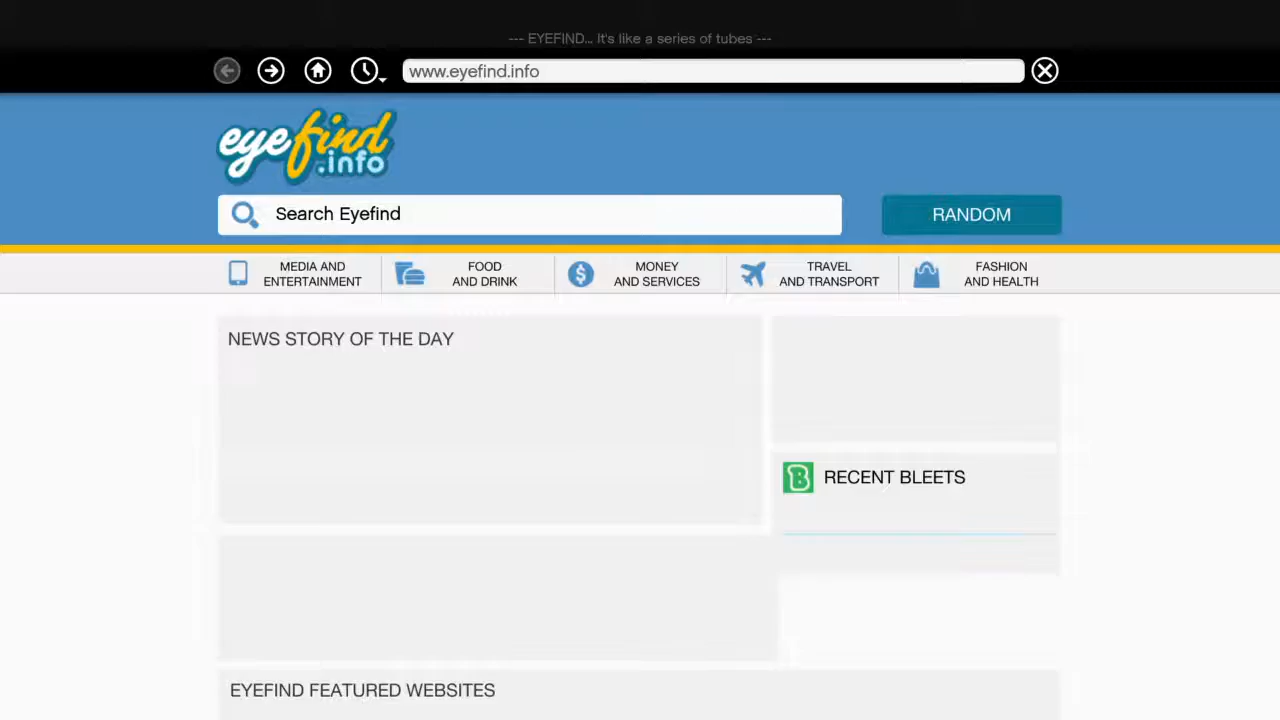 --- EYEFIND... It's like a series of tubes ---
www.eyefind.info
eyefind
.info
Search Eyefind
RANDOM
MEDIA AND
ENTERTAINMENT
FOOD
AND DRINK
MONEY
AND SERVICES
TRAVEL
AND TRANSPORT
FASHION
AND HEALTH
NEWS STORY OF THE DAY
B RECENT BLEETS
EYEFIND FEATURED WEBSITES